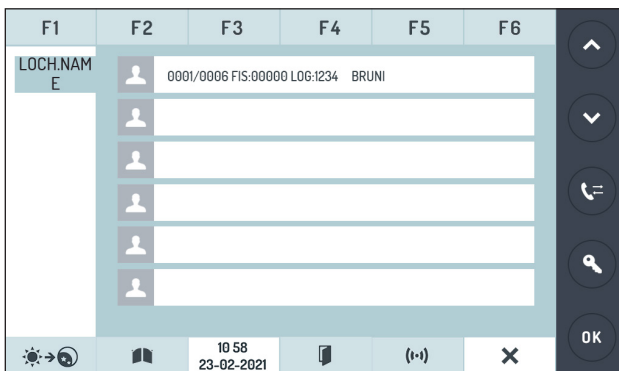 F1 F2 F3 F4 F5 F6
LOCH.NAM
E
0001/0006 FIS:00000 LOG:1234 BRUNI
OK
10 58
23-02-2021